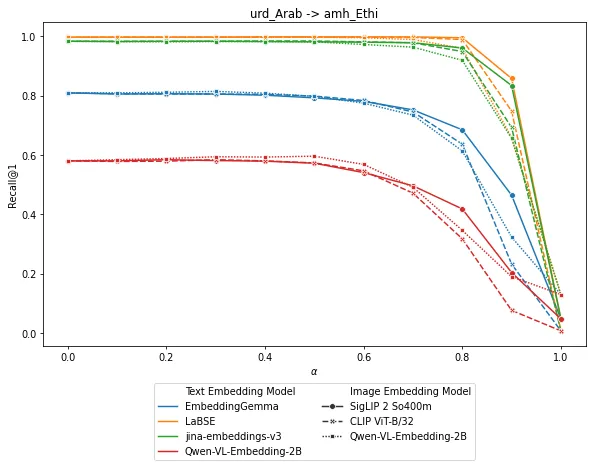 urd_Arab -> amh_Ethi
1.0
0.8
0.6
0.4
0.2
0.0
Recall@1
0.0 0.2 0.4 0.6 0.8 1.0
α
Text Embedding Model
EmbeddingGemma
LaBSE
jina-embeddings-v3
Qwen-VL-Embedding-2B
Image Embedding Model
SigLIP 2 So400m
CLIP ViT-B/32
Qwen-VL-Embedding-2B